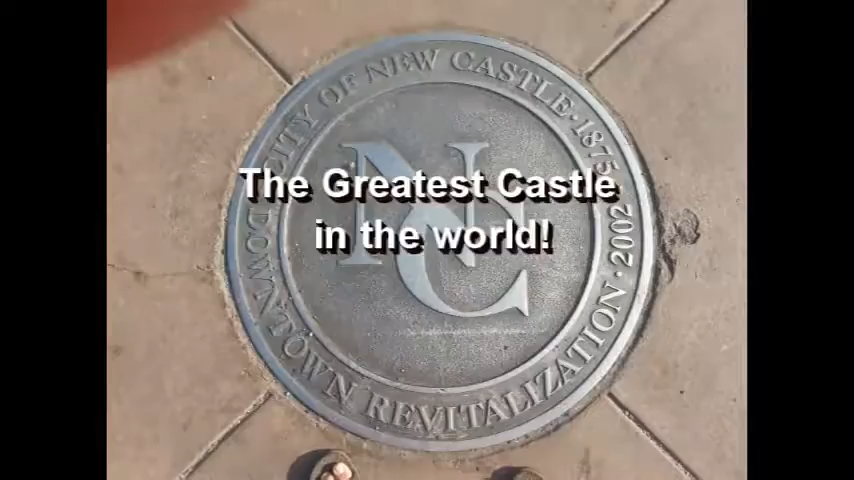 CITY OF NEW CASTLE · 1875
DOWNTOWN REVITALIZATION · 2002
NC
The Greatest Castle
in the world!